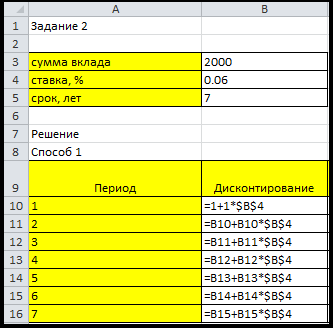 A B
1 Задание 2
2
3 сумма вклада 2000
4 ставка, % 0.06
5 срок, лет 7
6
7 Решение
8 Способ 1
9 Период Дисконтирование
10 1 =1+1*$B$4
11 2 =B10+B10*$B$4
12 3 =B11+B11*$B$4
13 4 =B12+B12*$B$4
14 5 =B13+B13*$B$4
15 6 =B14+B14*$B$4
16 7 =B15+B15*$B$4